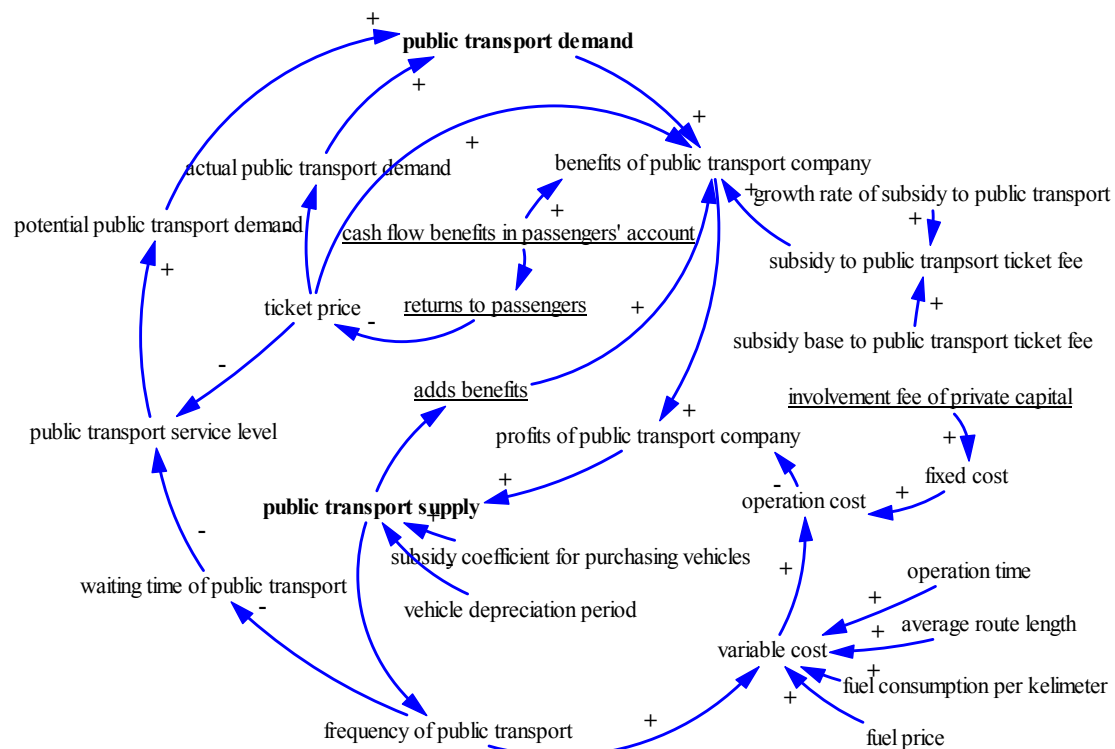 +
public transport demand
+
+
+
actual public transport demand
benefits of public transport company
+
growth rate of subsidy to public transport
potential public transport demand
-
+
cash flow benefits in passengers' account
+
+
subsidy to public tranpsort ticket fee
ticket price
returns to passengers
+
+
-
subsidy base to public transport ticket fee
-
adds benefits
involvement fee of private capital
public transport service level
+
profits of public transport company
+
fixed cost
+
-
operation cost
+
public transport supply
+
-
subsidy coefficient for purchasing vehicles
-
waiting time of public transport
+
operation time
-
vehicle depreciation period
+
average route length
+
variable cost
+
fuel consumption per kelimeter
+
frequency of public transport
+
fuel price